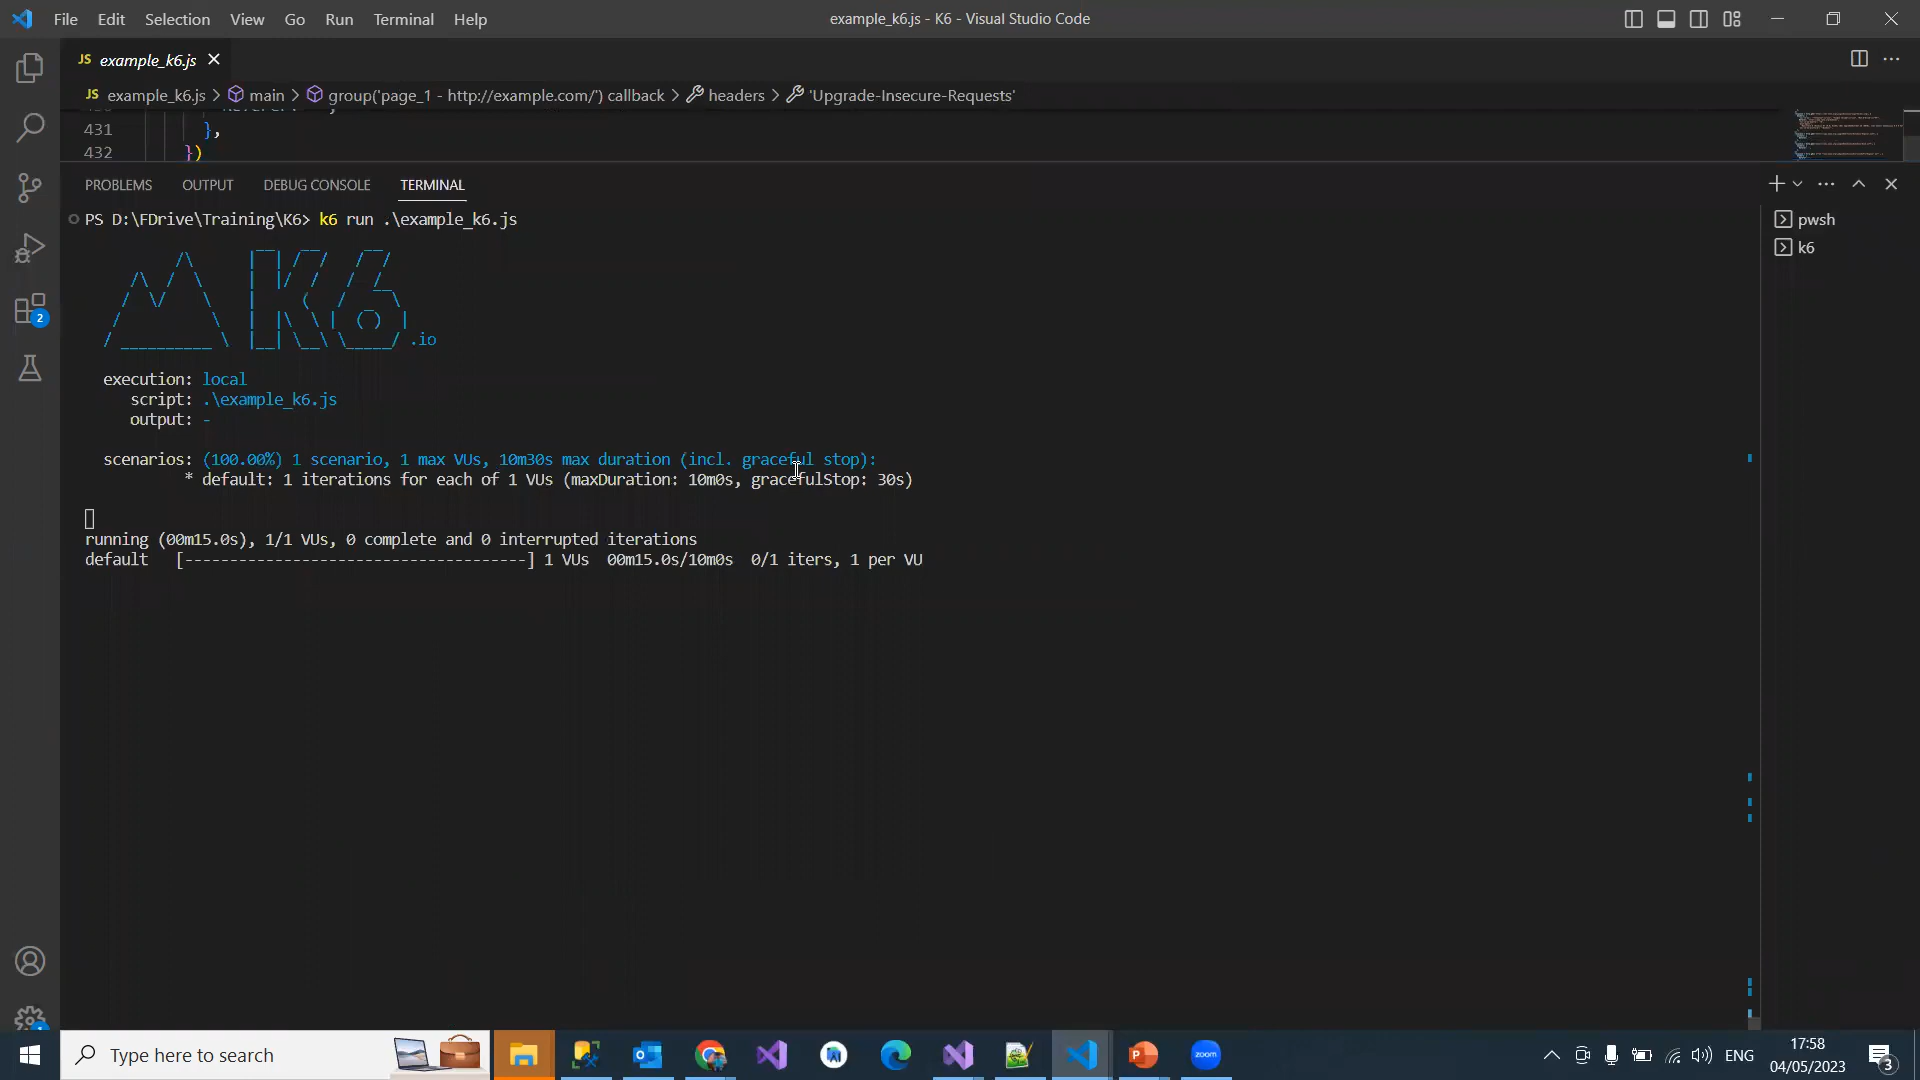 File Edit Selection View Go Run Terminal Help
example_k6.js - K6 - Visual Studio Code
JS example_k6.js
JS example_k6.js > main > group('page_1 - http://example.com/') callback > headers > 'Upgrade-Insecure-Requests'
431 },
432 })
PROBLEMS OUTPUT DEBUG CONSOLE TERMINAL
PS D:\FDrive\Training\K6> k6 run .\example_k6.js
pwsh
k6
.io
execution: local
script: .\example_k6.js
output: -
scenarios: (100.00%) 1 scenario, 1 max VUs, 10m30s max duration (incl. graceful stop):
* default: 1 iterations for each of 1 VUs (maxDuration: 10m0s, gracefulStop: 30s)
running (00m15.0s), 1/1 VUs, 0 complete and 0 interrupted iterations
default [--------------------------------------] 1 VUs 00m15.0s/10m0s 0/1 iters, 1 per VU
2
Type here to search
zoom
ENG
17:58
04/05/2023
3